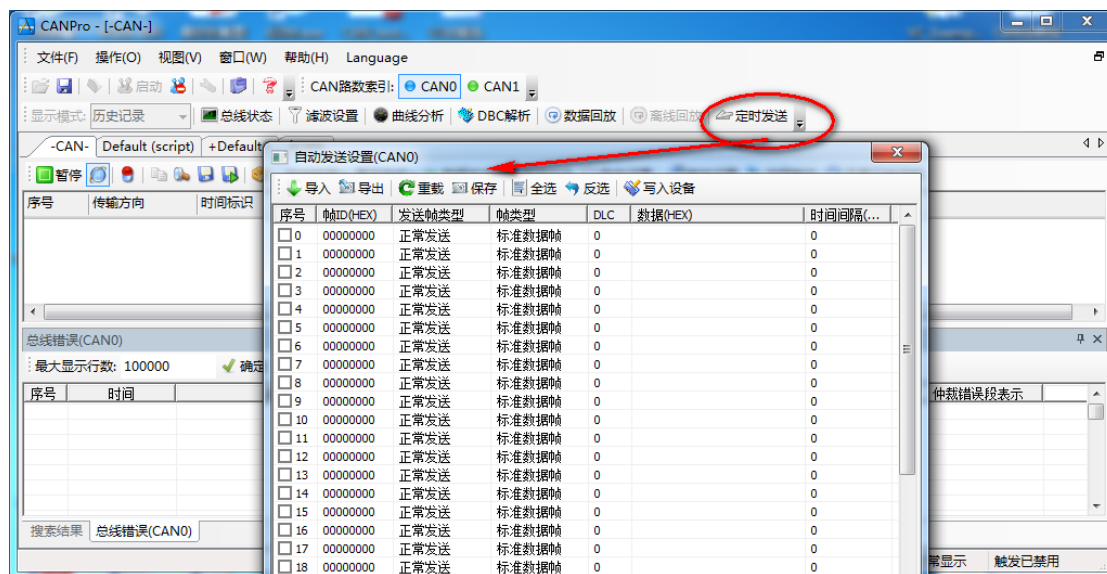 CANPro - [-CAN-]
文件(F) 操作(O) 视图(V) 窗口(W) 帮助(H) Language
启动 CAN路数索引: CAN0 CAN1
显示模式: 历史记录 总线状态 滤波设置 曲线分析 DBC解析 数据回放 离线回放 定时发送
-CAN- Default (script) +Default
自动发送设置(CAN0)
暂停
导入 导出 重载 保存 全选 反选 写入设备
序号 传输方向 时间标识
序号 帧ID(HEX) 发送帧类型 帧类型 DLC 数据(HEX) 时间间隔(...
0 00000000 正常发送 标准数据帧 0 0
1 00000000 正常发送 标准数据帧 0 0
2 00000000 正常发送 标准数据帧 0 0
3 00000000 正常发送 标准数据帧 0 0
4 00000000 正常发送 标准数据帧 0 0
5 00000000 正常发送 标准数据帧 0 0
6 00000000 正常发送 标准数据帧 0 0
7 00000000 正常发送 标准数据帧 0 0
8 00000000 正常发送 标准数据帧 0 0
9 00000000 正常发送 标准数据帧 0 0
10 00000000 正常发送 标准数据帧 0 0
11 00000000 正常发送 标准数据帧 0 0
12 00000000 正常发送 标准数据帧 0 0
13 00000000 正常发送 标准数据帧 0 0
14 00000000 正常发送 标准数据帧 0 0
15 00000000 正常发送 标准数据帧 0 0
16 00000000 正常发送 标准数据帧 0 0
17 00000000 正常发送 标准数据帧 0 0
18 00000000 正常发送 标准数据帧 0 0
总线错误(CAN0)
最大显示行数: 100000 确定
序号 时间 仲裁错误段表示
搜索结果 总线错误(CAN0)
常显示 触发已禁用